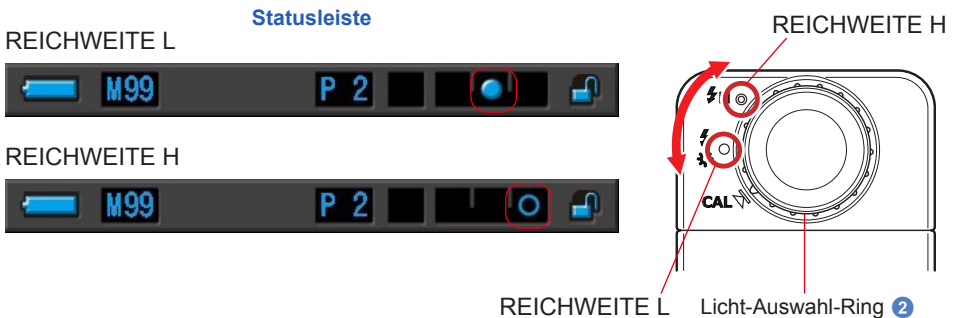 Statusleiste
REICHWEITE L
M99 P 2
REICHWEITE H
M99 P 2
REICHWEITE H
CAL
REICHWEITE L
Licht-Auswahl-Ring 2